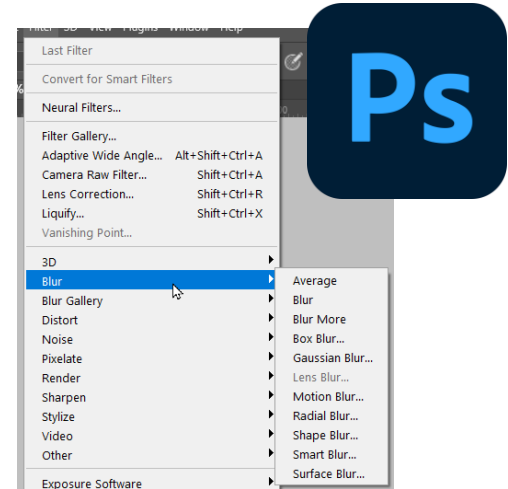 Filter 3D View Plugins Window Help
Last Filter
Convert for Smart Filters
Neural Filters...
Filter Gallery...
Adaptive Wide Angle... Alt+Shift+Ctrl+A
Camera Raw Filter... Shift+Ctrl+A
Lens Correction... Shift+Ctrl+R
Liquify... Shift+Ctrl+X
Vanishing Point...
3D
Blur
Blur Gallery
Distort
Noise
Pixelate
Render
Sharpen
Stylize
Video
Other
Exposure Software
Average
Blur
Blur More
Box Blur...
Gaussian Blur...
Lens Blur...
Motion Blur...
Radial Blur...
Shape Blur...
Smart Blur...
Surface Blur...
Ps